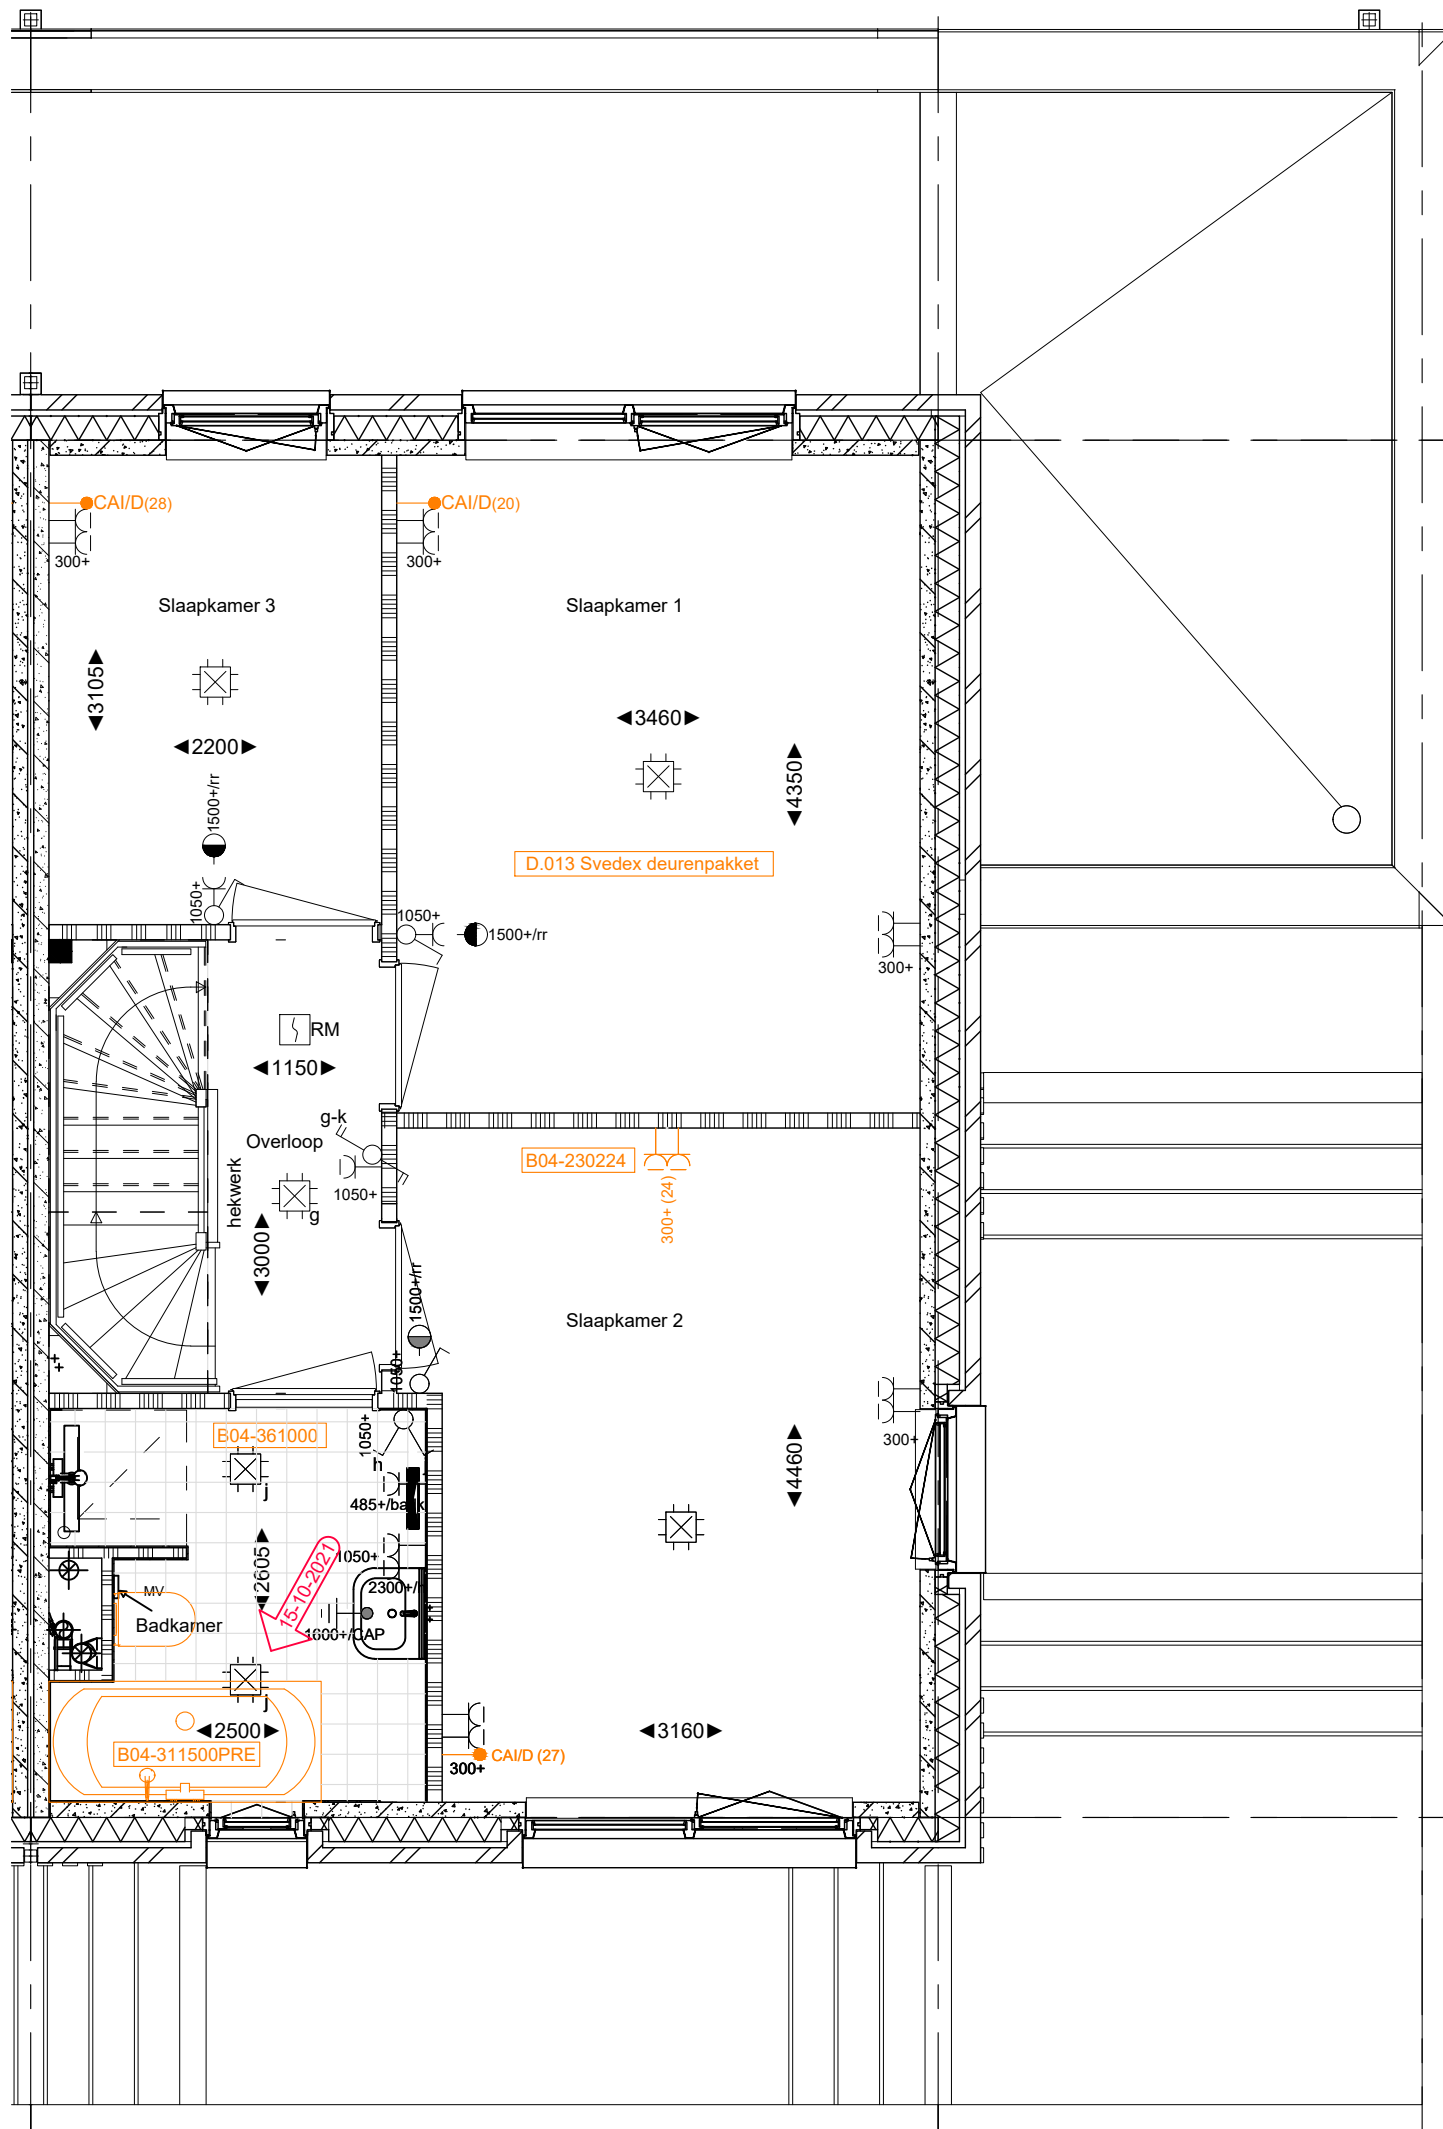 CAI/D(28)
300+
CAI/D(20)
300+
Slaapkamer 3
Slaapkamer 1
3105
2200
3460
4350
1500+/rr
1050+
D.013 Svedex deurenpakket
1050+
1500+/rr
300+
RM
1150
g-k
Overloop
hekwerk
1050+
g
3000
B04-230224
300+ (24)
1500+/rr
1050+
Slaapkamer 2
300+
4460
B04-361000
1050+
h
j
485+/badk
2605
15-10-2021
1050+
2300+/
MV
Badkamer
1600+/CAP
j
2500
B04-311500PRE
3160
CAI/D (27)
300+